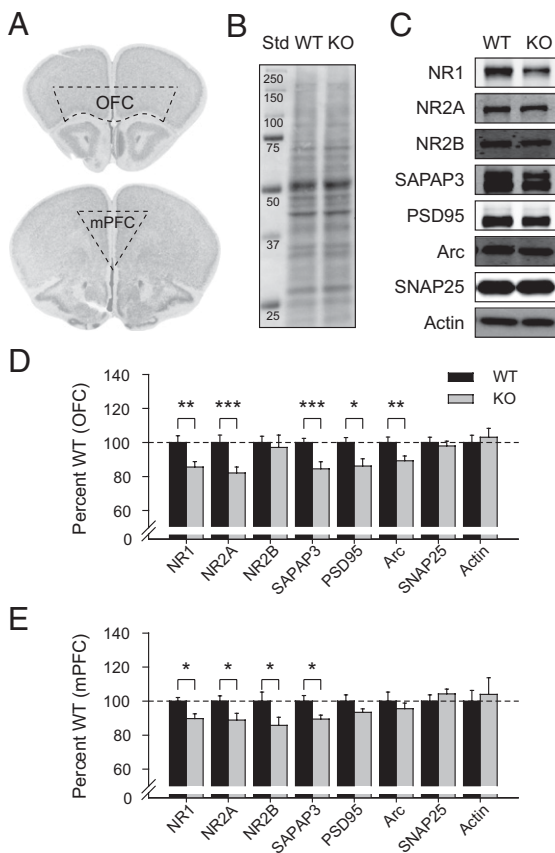 A
OFC
mPFC
B
Std WT KO
250
150
100
75
50
37
25
C
WT KO
NR1
NR2A
NR2B
SAPAP3
PSD95
Arc
SNAP25
Actin
D
WT
KO
Percent WT (OFC)
140
120
100
80
60
0
** *** *** * **
NR1 NR2A NR2B SAPAP3 PSD95 Arc SNAP25 Actin
E
Percent WT (mPFC)
140
120
100
80
60
0
* * * *
NR1 NR2A NR2B SAPAP3 PSD95 Arc SNAP25 Actin